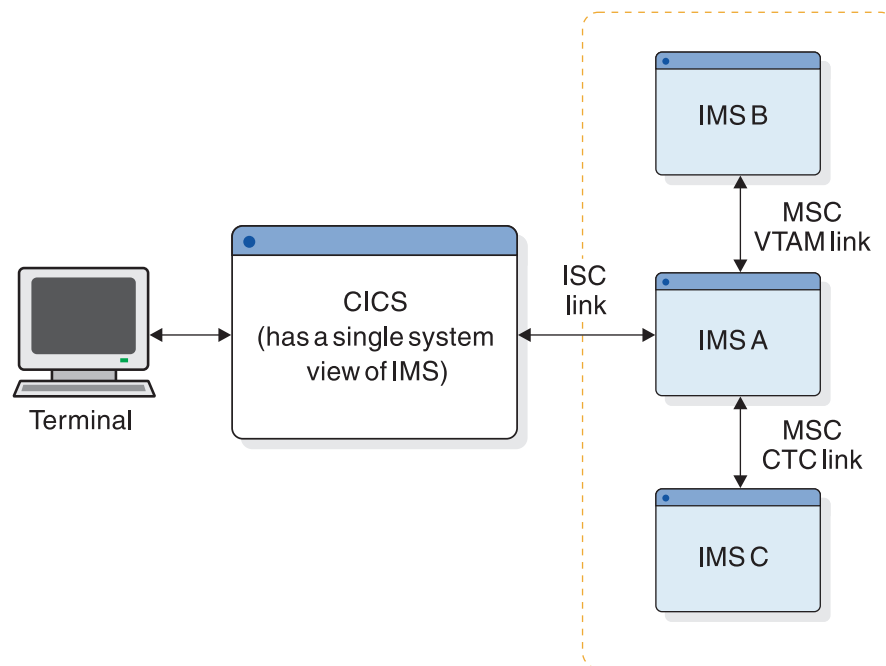 Terminal
CICS
(has a single system
view of IMS)
ISC
link
IMS B
MSC
VTAM link
IMS A
MSC
CTC link
IMS C